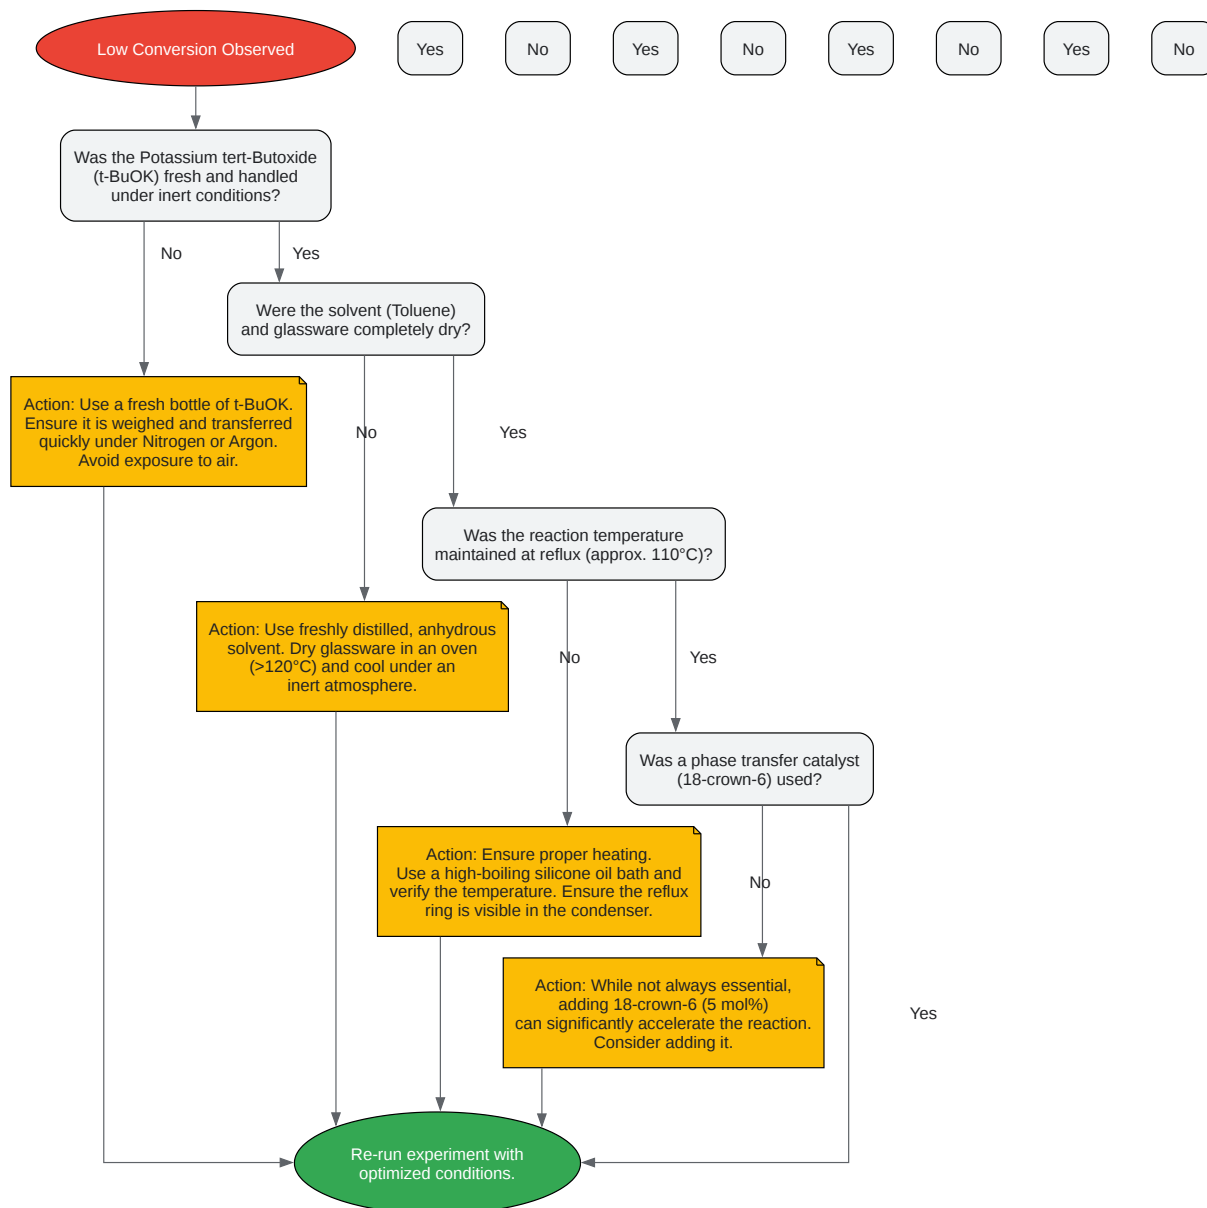 Low Conversion Observed
Yes
No
Yes
No
Yes
No
Yes
No
Was the Potassium tert-Butoxide
(t-BuOK) fresh and handled
under inert conditions?
No
Yes
Were the solvent (Toluene)
and glassware completely dry?
Action: Use a fresh bottle of t-BuOK.
Ensure it is weighed and transferred
quickly under Nitrogen or Argon.
Avoid exposure to air.
No
Yes
Was the reaction temperature
maintained at reflux (approx. 110°C)?
Action: Use freshly distilled, anhydrous
solvent. Dry glassware in an oven
(>120°C) and cool under an
inert atmosphere.
No
Yes
Was a phase transfer catalyst
(18-crown-6) used?
Action: Ensure proper heating.
Use a high-boiling silicone oil bath and
verify the temperature. Ensure the reflux
ring is visible in the condenser.
No
Action: While not always essential,
adding 18-crown-6 (5 mol%)
can significantly accelerate the reaction.
Consider adding it.
Yes
Re-run experiment with
optimized conditions.